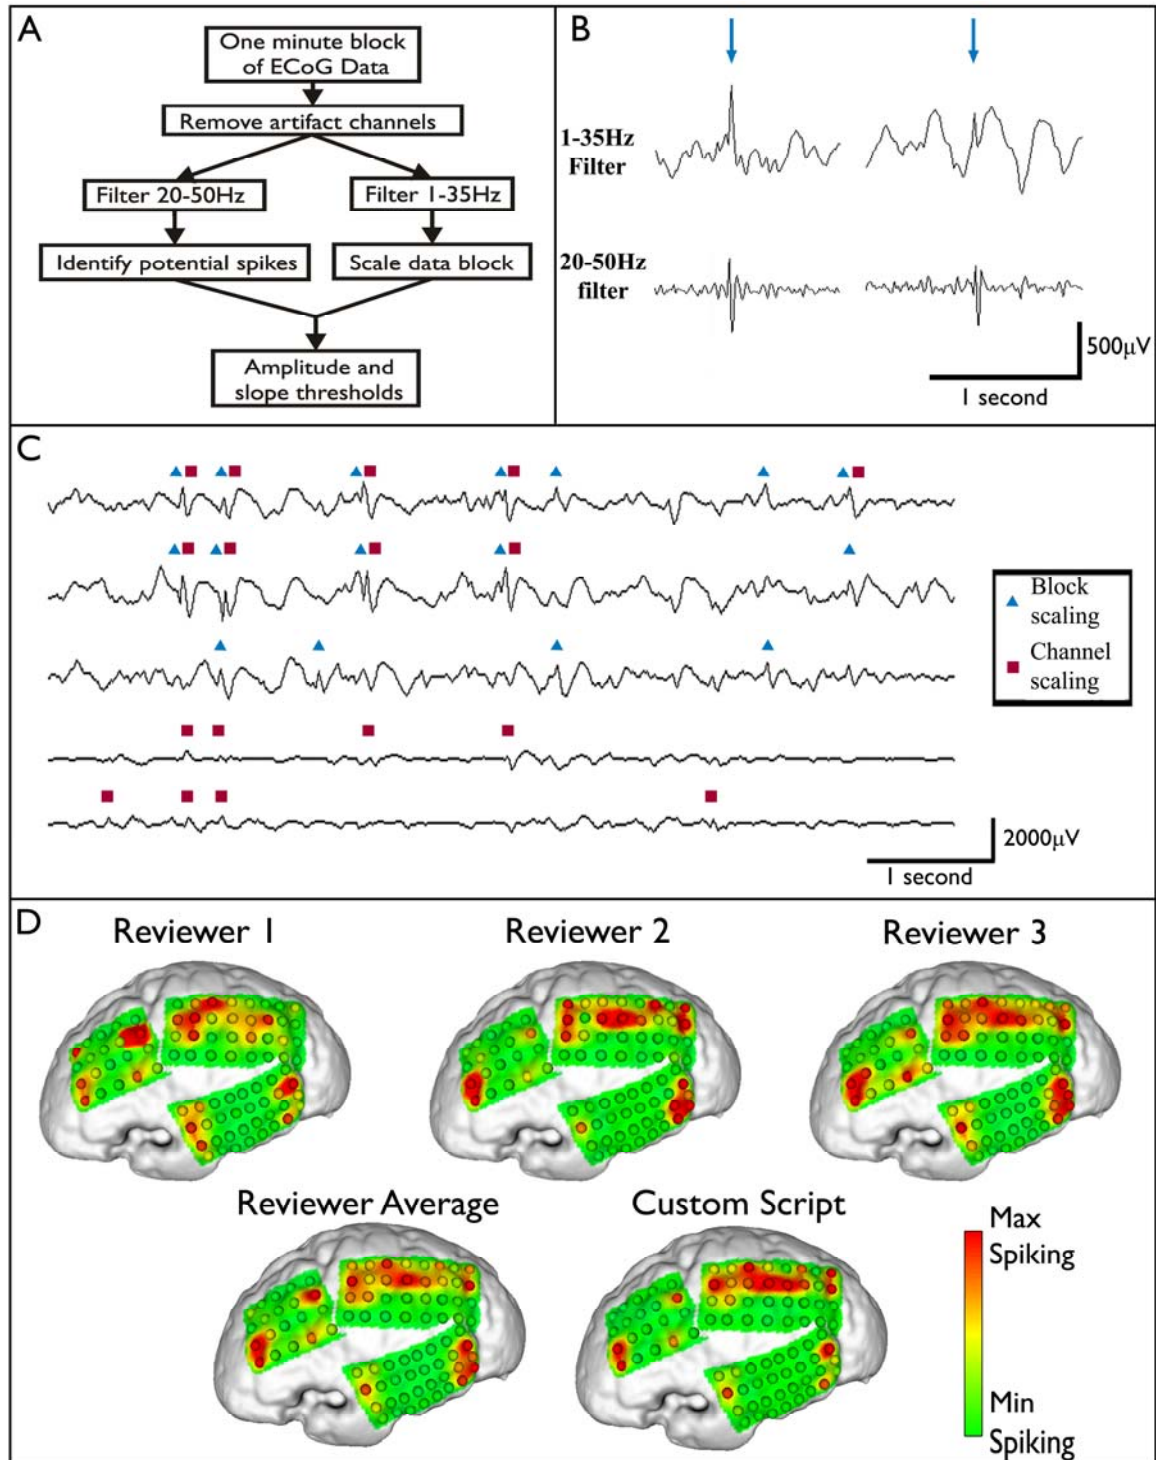 A
One minute block
of ECoG Data
Remove artifact channels
Filter 20-50Hz
Filter 1-35Hz
Identify potential spikes
Scale data block
Amplitude and
slope thresholds
B
1-35Hz
Filter
20-50Hz
filter
500μV
1 second
C
Block
scaling
Channel
scaling
2000μV
1 second
D
Reviewer 1
Reviewer 2
Reviewer 3
Reviewer Average
Custom Script
Max
Spiking
Min
Spiking